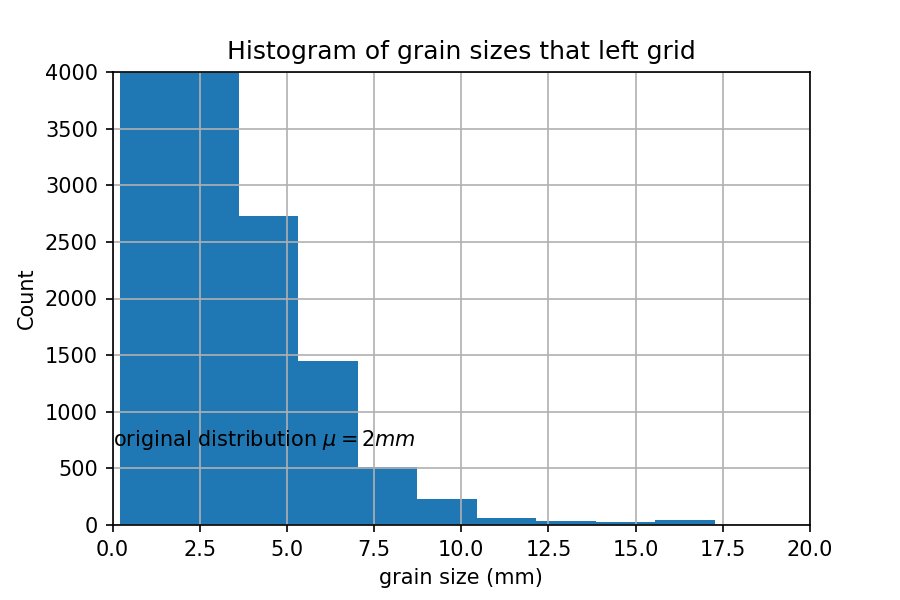 Histogram of grain sizes that left grid
4000
3500
3000
2500
2000
1500
1000
500
0
original distribution μ = 2mm
0.0 2.5 5.0 7.5 10.0 12.5 15.0 17.5 20.0
grain size (mm)
Count